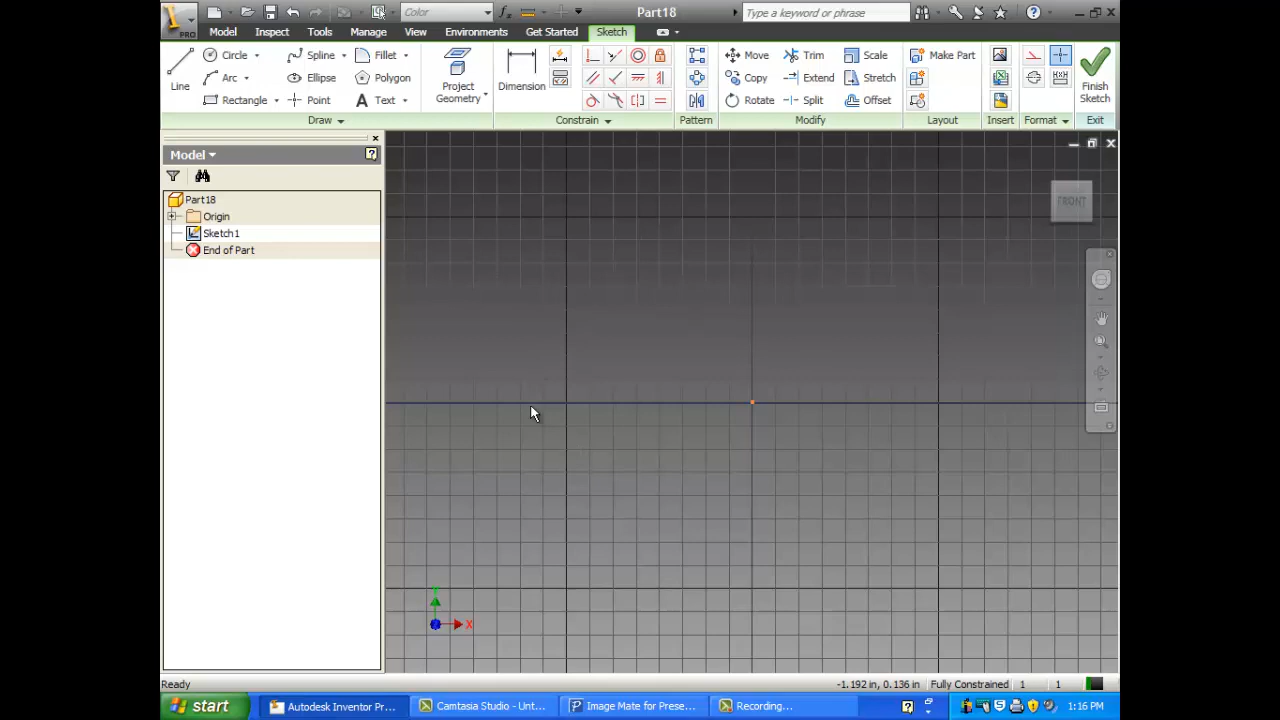 Color
Part18
Type a keyword or phrase
PRO
Model Inspect Tools Manage View Environments Get Started Sketch
Line
Circle
Arc
Rectangle
Spline
Ellipse
Point
Fillet
Polygon
Text
Project
Geometry
Dimension
Move
Copy
Rotate
Trim
Extend
Split
Scale
Stretch
Offset
Make Part
Finish
Sketch
Draw Constrain Pattern Modify Layout Insert Format Exit
Model
Part18
Origin
Sketch1
End of Part
FRONT
X
Ready
-1.192 in, 0.136 in Fully Constrained 1 1
start
Autodesk Inventor Pr...
Camtasia Studio - Unt...
Image Mate for Prese...
Recording...
1:16 PM